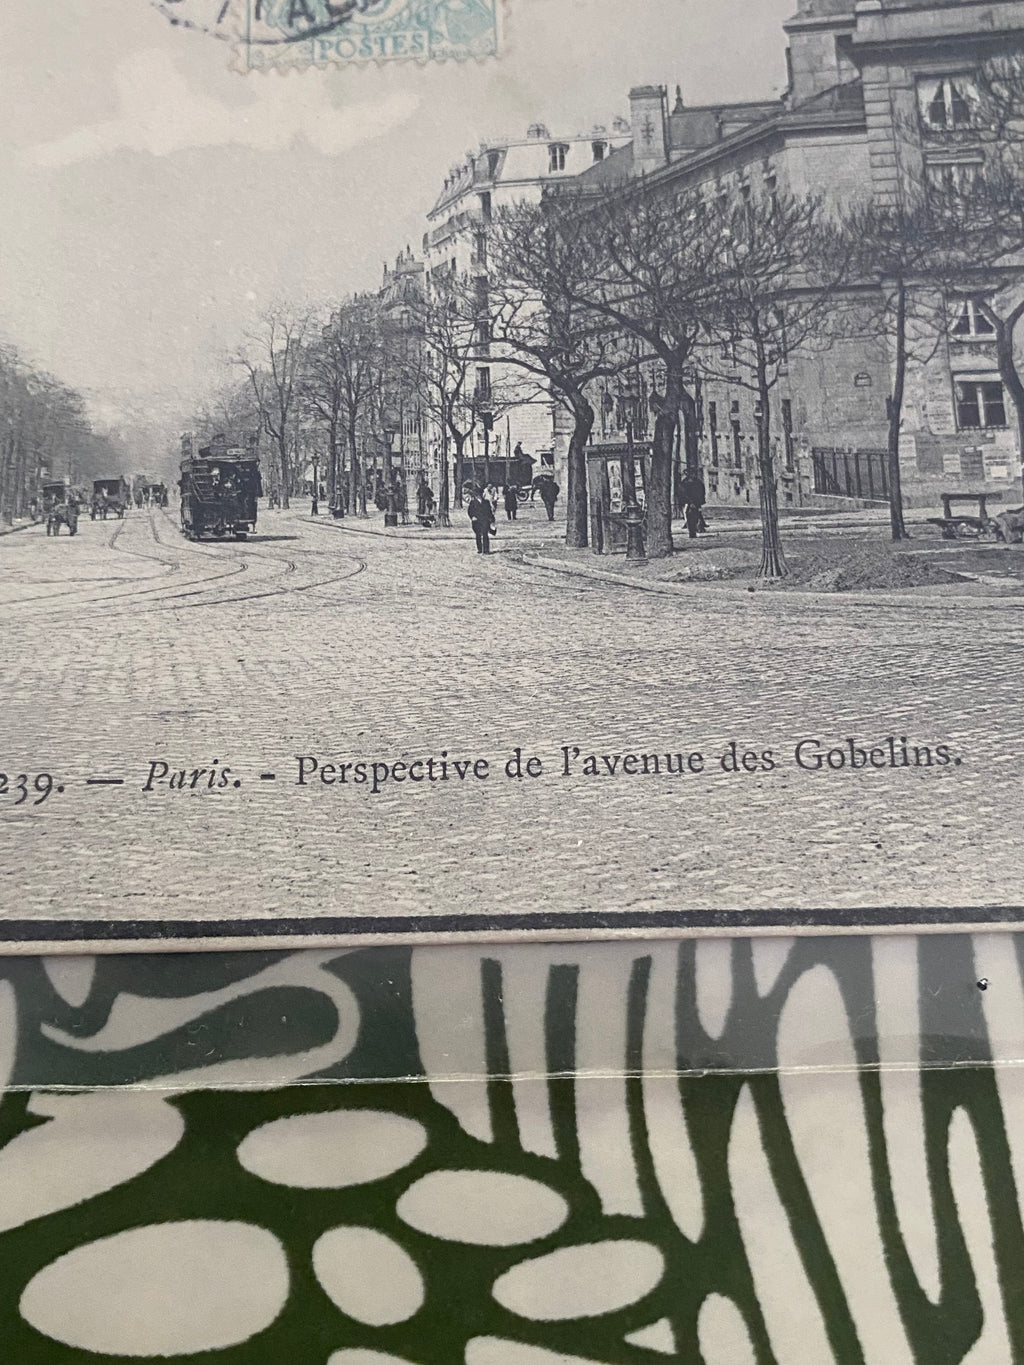 POSTES
239. — Paris. - Perspective de l'avenue des Gobelins.